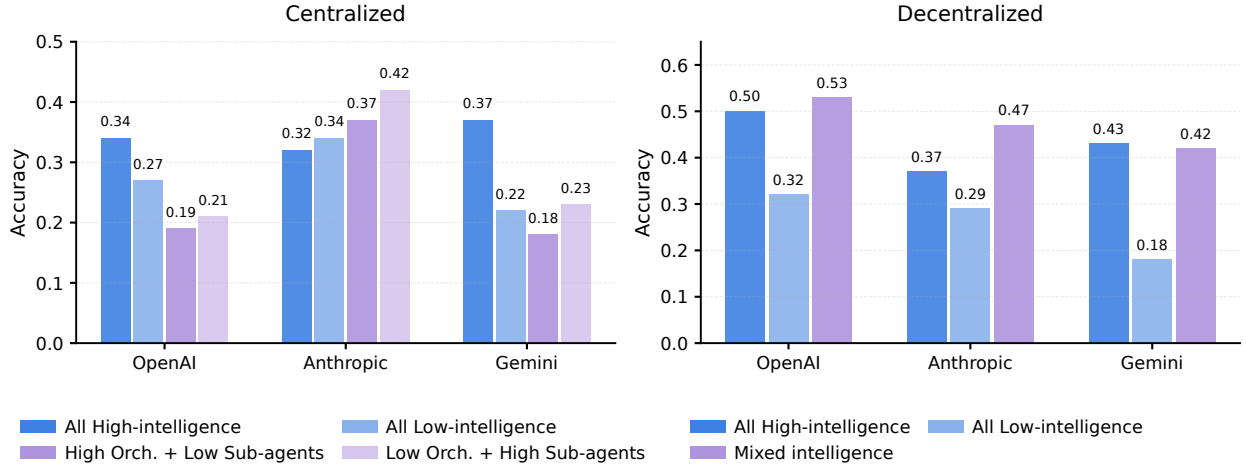 Centralized
Accuracy
0.5
0.4
0.3
0.2
0.1
0.0
0.34
0.27
0.19
0.21
0.32
0.34
0.37
0.42
0.37
0.22
0.18
0.23
OpenAI
Anthropic
Gemini
All High-intelligence
All Low-intelligence
High Orch. + Low Sub-agents
Low Orch. + High Sub-agents
Decentralized
Accuracy
0.6
0.5
0.4
0.3
0.2
0.1
0.0
0.50
0.32
0.53
0.37
0.29
0.47
0.43
0.18
0.42
OpenAI
Anthropic
Gemini
All High-intelligence
All Low-intelligence
Mixed intelligence